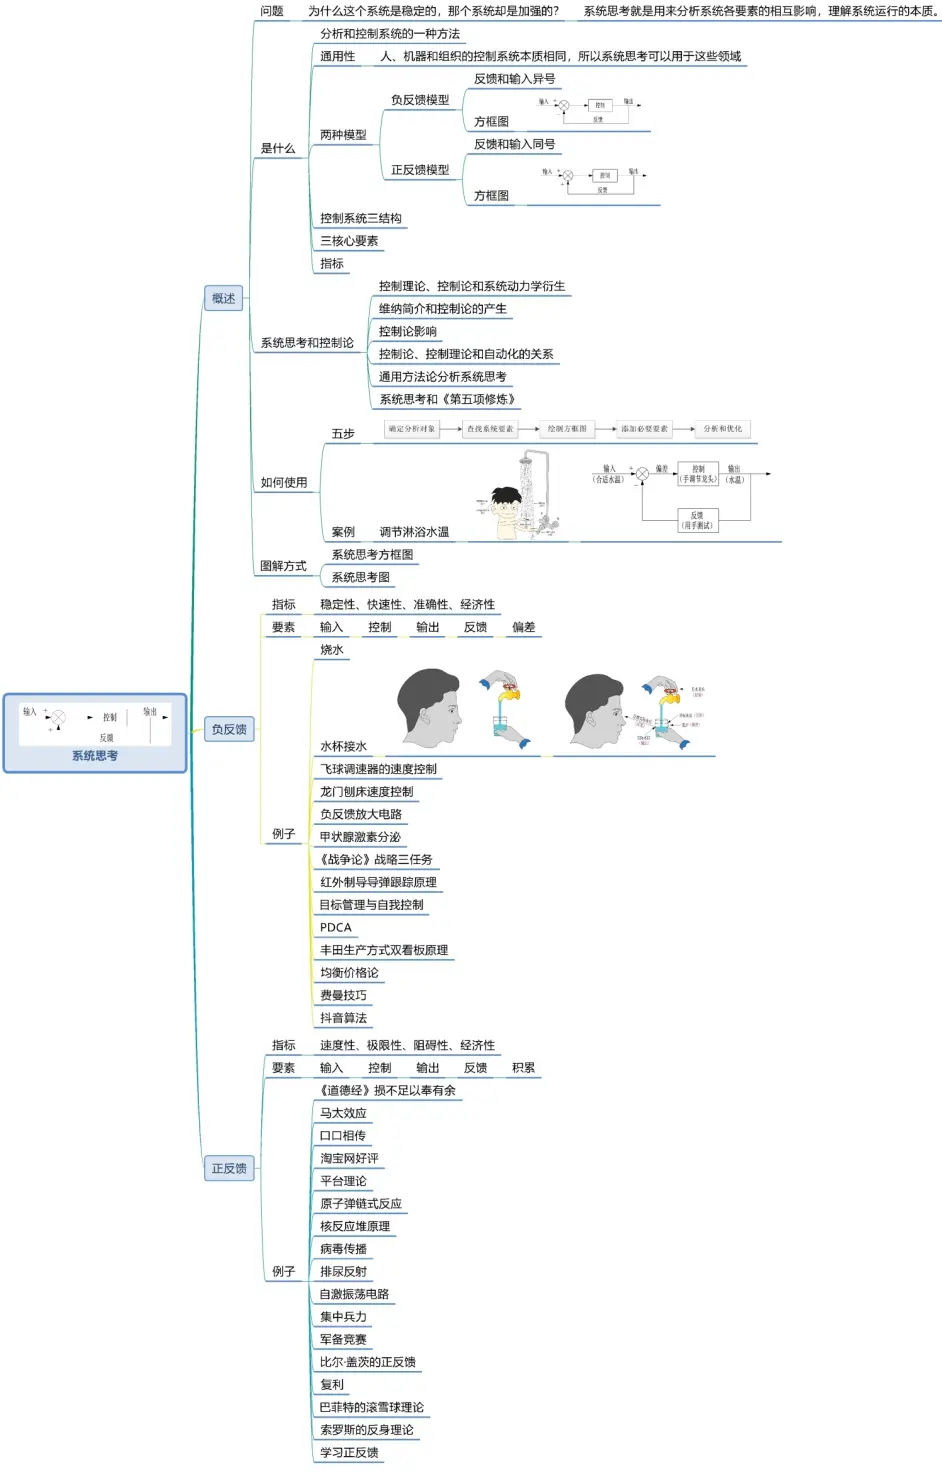 问题 为什么这个系统是稳定的，那个系统却是加强的？ 系统思考就是用来分析系统各要素的相互影响，理解系统运行的本质。
分析和控制系统的一种方法
通用性 人、机器和组织的控制系统本质相同，所以系统思考可以用于这些领域
反馈和输入异号
负反馈模型
输入 + 控制 输出
-
反馈
方框图
两种模型
反馈和输入同号
是什么
正反馈模型
输入 + 控制 输出
+
反馈
方框图
控制系统三结构
三核心要素
指标
概述
控制理论、控制论和系统动力学衍生
维纳简介和控制论的产生
控制论影响
系统思考和控制论
控制论、控制理论和自动化的关系
通用方法论分析系统思考
系统思考和《第五项修炼》
五步 确定分析对象 查找系统要素 绘制方框图 添加必要要素 分析和优化
如何使用
输入 + 偏差 控制 输出
(合适水温) (手调节龙头) (水温)
-
反馈
(用手测试)
案例 调节淋浴水温
图解方式
系统思考方框图
系统思考图
指标 稳定性、快速性、准确性、经济性
要素 输入 控制 输出 反馈 偏差
烧水
输入 + 控制 输出
+
反馈
系统思考
负反馈
水杯接水
飞球调速器的速度控制
龙门刨床速度控制
负反馈放大电路
例子
甲状腺激素分泌
《战争论》战略三任务
红外制导导弹跟踪原理
目标管理与自我控制
PDCA
丰田生产方式双看板原理
均衡价格论
费曼技巧
抖音算法
指标 速度性、极限性、阻碍性、经济性
要素 输入 控制 输出 反馈 积累
《道德经》损不足以奉有余
马太效应
口口相传
淘宝网好评
正反馈
平台理论
原子弹链式反应
核反应堆原理
病毒传播
例子
排尿反射
自激振荡电路
集中兵力
军备竞赛
比尔·盖茨的正反馈
复利
巴菲特的滚雪球理论
索罗斯的反身理论
学习正反馈